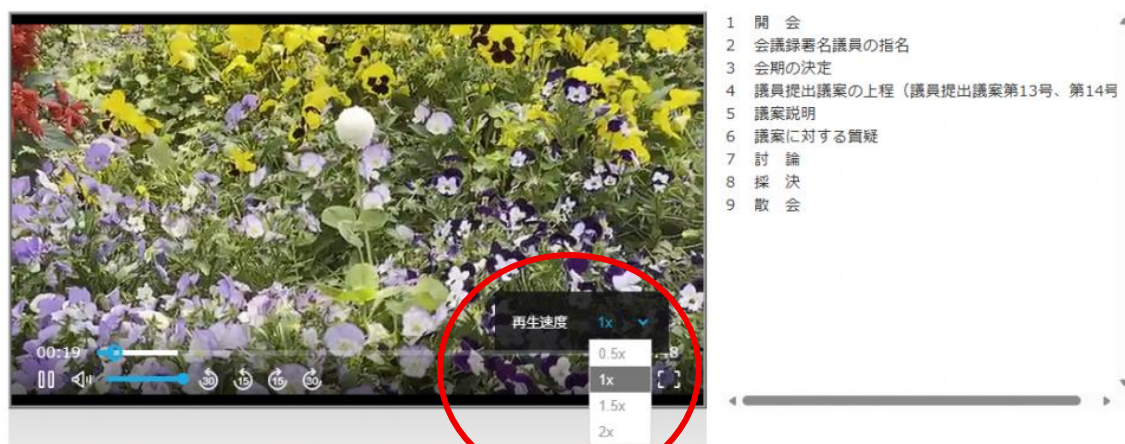 1 開 会
2 会議録署名議員の指名
3 会期の決定
4 議員提出議案の上程（議員提出議案第13号、第14号
5 議案説明
6 議案に対する質疑
7 討 論
8 採 決
9 散 会
再生速度 1x
00:19
0.5x
1x
1.5x
2x
30 15 15 30